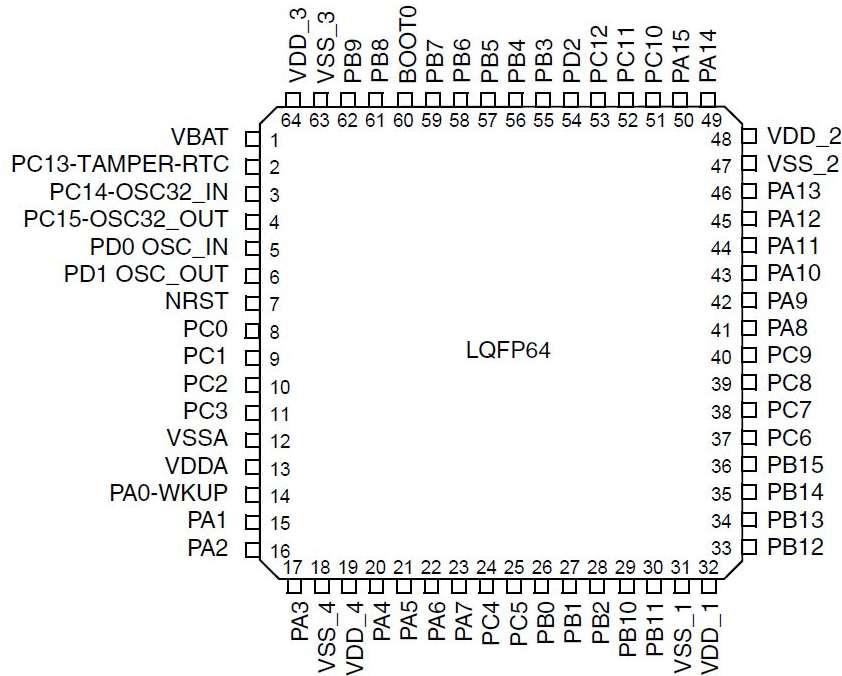 VDD_3
VSS_3
PB9
PB8
BOOT0
PB7
PB6
PB5
PB4
PB3
PD2
PC12
PC11
PC10
PA15
PA14
64 63 62 61 60 59 58 57 56 55 54 53 52 51 50 49
VBAT 1
PC13-TAMPER-RTC 2
PC14-OSC32_IN 3
PC15-OSC32_OUT 4
PD0 OSC_IN 5
PD1 OSC_OUT 6
NRST 7
PC0 8
PC1 9
PC2 10
PC3 11
VSSA 12
VDDA 13
PA0-WKUP 14
PA1 15
PA2 16
LQFP64
48 VDD_2
47 VSS_2
46 PA13
45 PA12
44 PA11
43 PA10
42 PA9
41 PA8
40 PC9
39 PC8
38 PC7
37 PC6
36 PB15
35 PB14
34 PB13
33 PB12
17 18 19 20 21 22 23 24 25 26 27 28 29 30 31 32
PA3
VSS_4
VDD_4
PA4
PA5
PA6
PA7
PC4
PC5
PB0
PB1
PB2
PB10
PB11
VSS_1
VDD_1